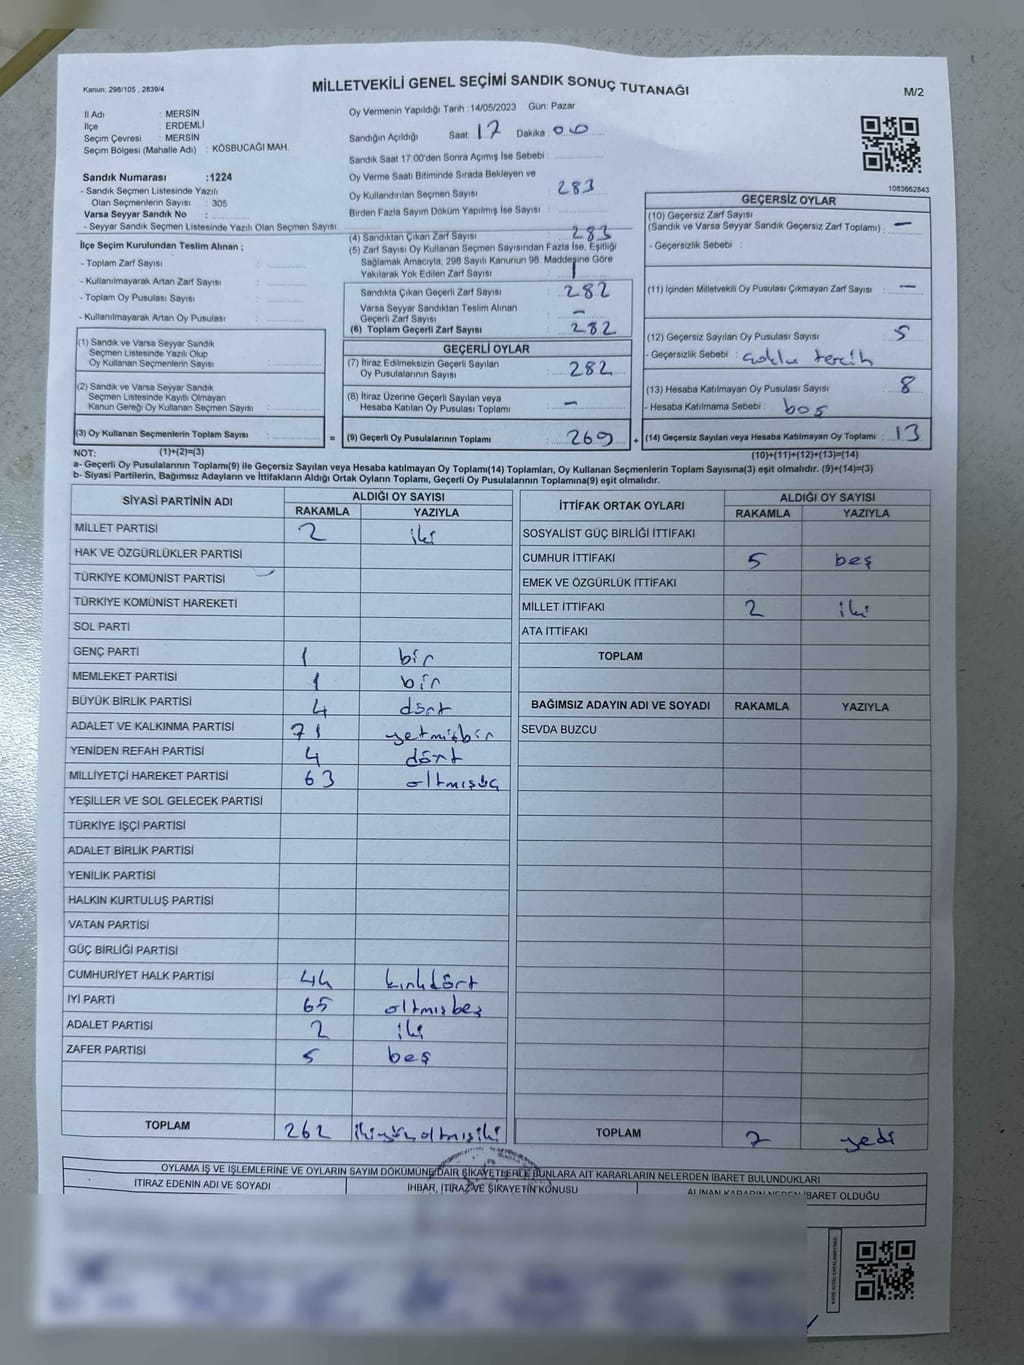 Kanun: 298/105 , 2839/4
MİLLETVEKİLİ GENEL SEÇİMİ SANDIK SONUÇ TUTANAĞI
M/2
İl Adı : MERSİN
İlçe : ERDEMLİ
Seçim Çevresi : MERSİN
Seçim Bölgesi (Mahalle Adı) : KÖSBUCAĞI MAH.
Sandık Numarası :1224
- Sandık Seçmen Listesinde Yazılı
Olan Seçmenlerin Sayısı : 305
Varsa Seyyar Sandık No :
- Seyyar Sandık Seçmen Listesinde Yazılı Olan Seçmen Sayısı :
Oy Vermenin Yapıldığı Tarih : 14/05/2023 Gün: Pazar
Sandığın Açıldığı Saat: 17 Dakika : 00
Sandık Saat 17:00'den Sonra Açılmış İse Sebebi :
Oy Verme Saati Bitiminde Sırada Bekleyen ve
Oy Kullandırılan Seçmen Sayısı : 283
Birden Fazla Sayım Döküm Yapılmış İse Sayısı :
1083662843
İlçe Seçim Kurulundan Teslim Alınan ;
- Toplam Zarf Sayısı :
- Kullanılmayarak Artan Zarf Sayısı :
- Toplam Oy Pusulası Sayısı :
- Kullanılmayarak Artan Oy Pusulası :
(1) Sandık ve Varsa Seyyar Sandık
Seçmen Listesinde Yazılı Olup
Oy Kullanan Seçmenlerin Sayısı :
(2) Sandık ve Varsa Seyyar Sandık
Seçmen Listesinde Kayıtlı Olmayan
Kanun Gereği Oy Kullanan Seçmen Sayısı :
(3) Oy Kullanan Seçmenlerin Toplam Sayısı :
(1)+(2)=(3)
(4) Sandıktan Çıkan Zarf Sayısı : 283
(5) Zarf Sayısı Oy Kullanan Seçmen Sayısından Fazla İse, Eşitliği
Sağlamak Amacıyla, 298 Sayılı Kanunun 98. Maddesine Göre
Yakılarak Yok Edilen Zarf Sayısı : 1
Sandıkta Çıkan Geçerli Zarf Sayısı : 282
Varsa Seyyar Sandıktan Teslim Alınan
Geçerli Zarf Sayısı : –
(6) Toplam Geçerli Zarf Sayısı : 282
GEÇERLİ OYLAR
(7) İtiraz Edilmeksizin Geçerli Sayılan
Oy Pusulalarının Sayısı : 282
(8) İtiraz Üzerine Geçerli Sayılan veya
Hesaba Katılan Oy Pusulası Toplamı : –
= (9) Geçerli Oy Pusulalarının Toplamı : 269 +
GEÇERSİZ OYLAR
(10) Geçersiz Zarf Sayısı
(Sandık ve Varsa Seyyar Sandık Geçersiz Zarf Toplamı) : –
- Geçersizlik Sebebi :
(11) İçinden Milletvekili Oy Pusulası Çıkmayan Zarf Sayısı : –
(12) Geçersiz Sayılan Oy Pusulası Sayısı : 5
- Geçersizlik Sebebi : çoklu tercih
(13) Hesaba Katılmayan Oy Pusulası Sayısı : 8
- Hesaba Katılmama Sebebi : boş
(14) Geçersiz Sayılan veya Hesaba Katılmayan Oy Toplamı : 13
(10)+(11)+(12)+(13)=(14)
NOT:
a- Geçerli Oy Pusulalarının Toplamı(9) ile Geçersiz Sayılan veya Hesaba katılmayan Oy Toplamı(14) Toplamları, Oy Kullanan Seçmenlerin Toplam Sayısına(3) eşit olmalıdır. (9)+(14)=(3)
b- Siyasi Partilerin, Bağımsız Adayların ve İttifakların Aldığı Ortak Oyların Toplamı, Geçerli Oy Pusulalarının Toplamına(9) eşit olmalıdır.
SİYASİ PARTİNİN ADI ALDIĞI OY SAYISI
RAKAMLA YAZIYLA
MİLLET PARTİSİ 2 iki
HAK VE ÖZGÜRLÜKLER PARTİSİ
TÜRKİYE KOMÜNİST PARTİSİ
TÜRKİYE KOMÜNİST HAREKETİ
SOL PARTİ
GENÇ PARTİ 1 bir
MEMLEKET PARTİSİ 1 bir
BÜYÜK BİRLİK PARTİSİ 4 dört
ADALET VE KALKINMA PARTİSİ 71 yetmişbir
YENİDEN REFAH PARTİSİ 4 dört
MİLLİYETÇİ HAREKET PARTİSİ 63 altmışüç
YEŞİLLER VE SOL GELECEK PARTİSİ
TÜRKİYE İŞÇİ PARTİSİ
ADALET BİRLİK PARTİSİ
YENİLİK PARTİSİ
HALKIN KURTULUŞ PARTİSİ
VATAN PARTİSİ
GÜÇ BİRLİĞİ PARTİSİ
CUMHURİYET HALK PARTİSİ 44 kırkdört
İYİ PARTİ 65 altmışbeş
ADALET PARTİSİ 2 iki
ZAFER PARTİSİ 5 beş
TOPLAM 262 ikiyüzaltmışiki
İTTİFAK ORTAK OYLARI ALDIĞI OY SAYISI
RAKAMLA YAZIYLA
SOSYALİST GÜÇ BİRLİĞİ İTTİFAKI
CUMHUR İTTİFAKI 5 beş
EMEK VE ÖZGÜRLÜK İTTİFAKI
MİLLET İTTİFAKI 2 iki
ATA İTTİFAKI
TOPLAM
BAĞIMSIZ ADAYIN ADI VE SOYADI RAKAMLA YAZIYLA
SEVDA BUZCU
TOPLAM 7 yedi
OYLAMA İŞ VE İŞLEMLERİNE VE OYLARIN SAYIM DÖKÜMÜNE DAİR ŞİKAYETLERLE BUNLARA AİT KARARLARIN NELERDEN İBARET BULUNDUKLARI
İTİRAZ EDENİN ADI VE SOYADI
İHBAR, İTİRAZ VE ŞİKAYETİN KONUSU
ALINAN KARARIN NEDEN İBARET OLDUĞU